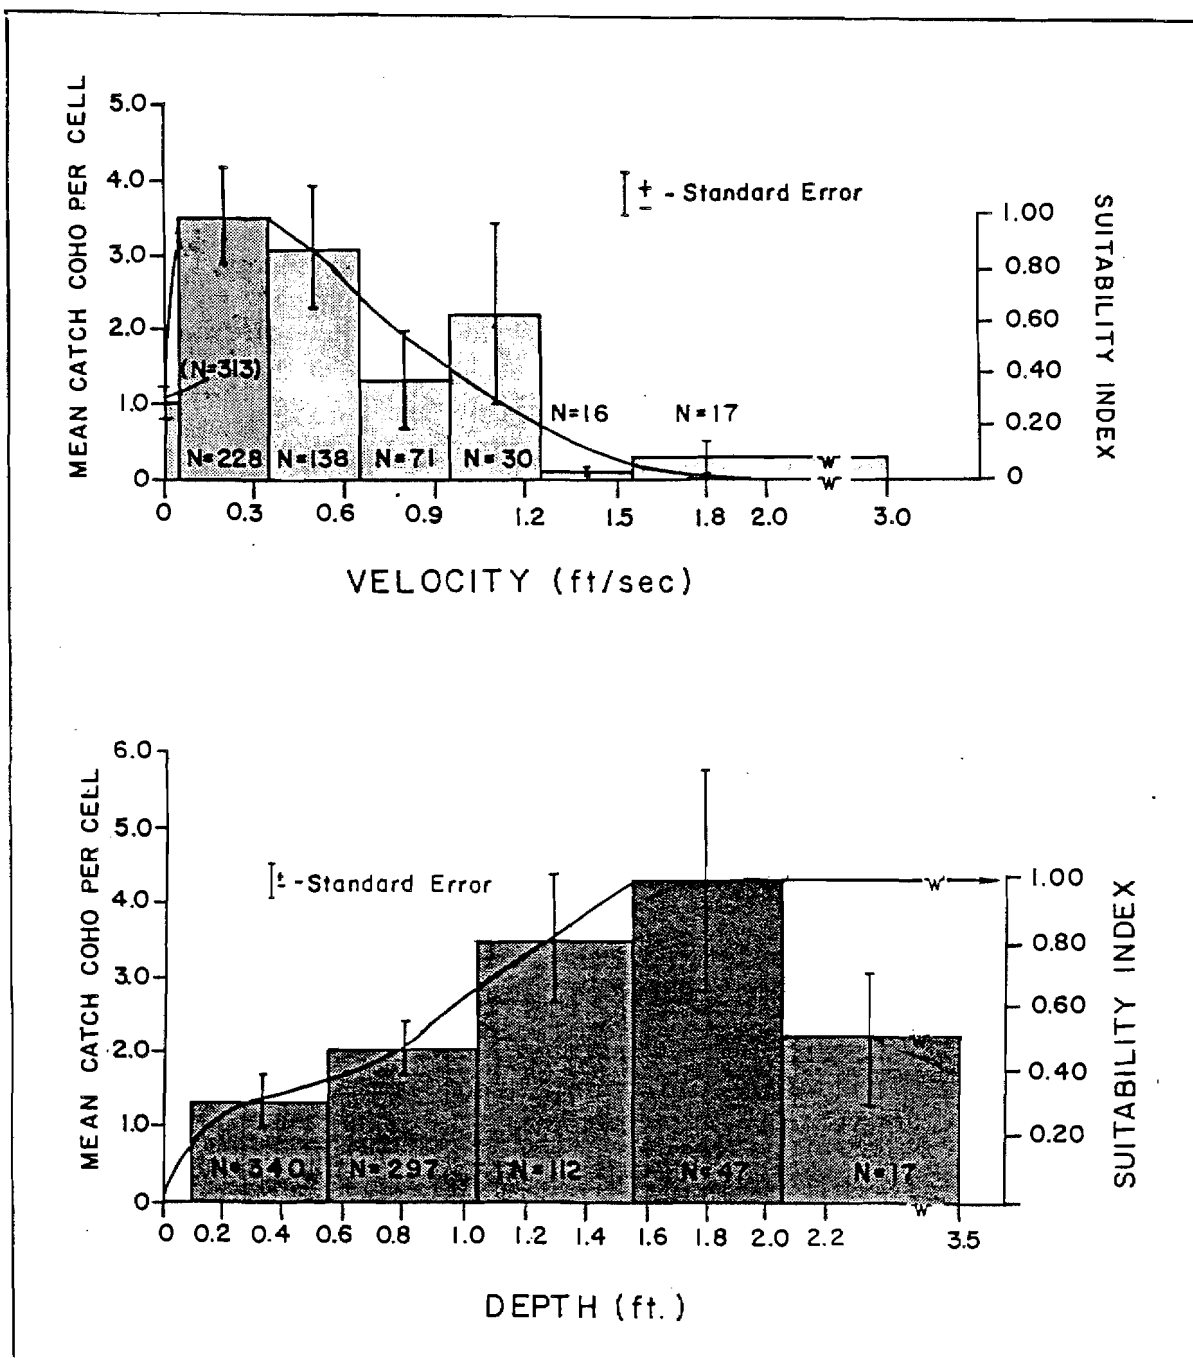 MEAN CATCH COHO PER CELL
5.0
4.0
3.0
2.0
1.0
0
± - Standard Error
1.00
0.80
0.60
0.40
0.20
0
SUITABILITY INDEX
(N=313)
N=228
N=138
N=71
N=30
N=16
N=17
0
0.3
0.6
0.9
1.2
1.5
1.8
2.0
3.0
VELOCITY (ft/sec)
MEAN CATCH COHO PER CELL
6.0
5.0
4.0
3.0
2.0
1.0
0
± - Standard Error
1.00
0.80
0.60
0.40
0.20
SUITABILITY INDEX
N=340
N=297
N=112
N=47
N=17
0
0.2
0.4
0.6
0.8
1.0
1.2
1.4
1.6
1.8
2.0
2.2
3.5
DEPTH (ft.)